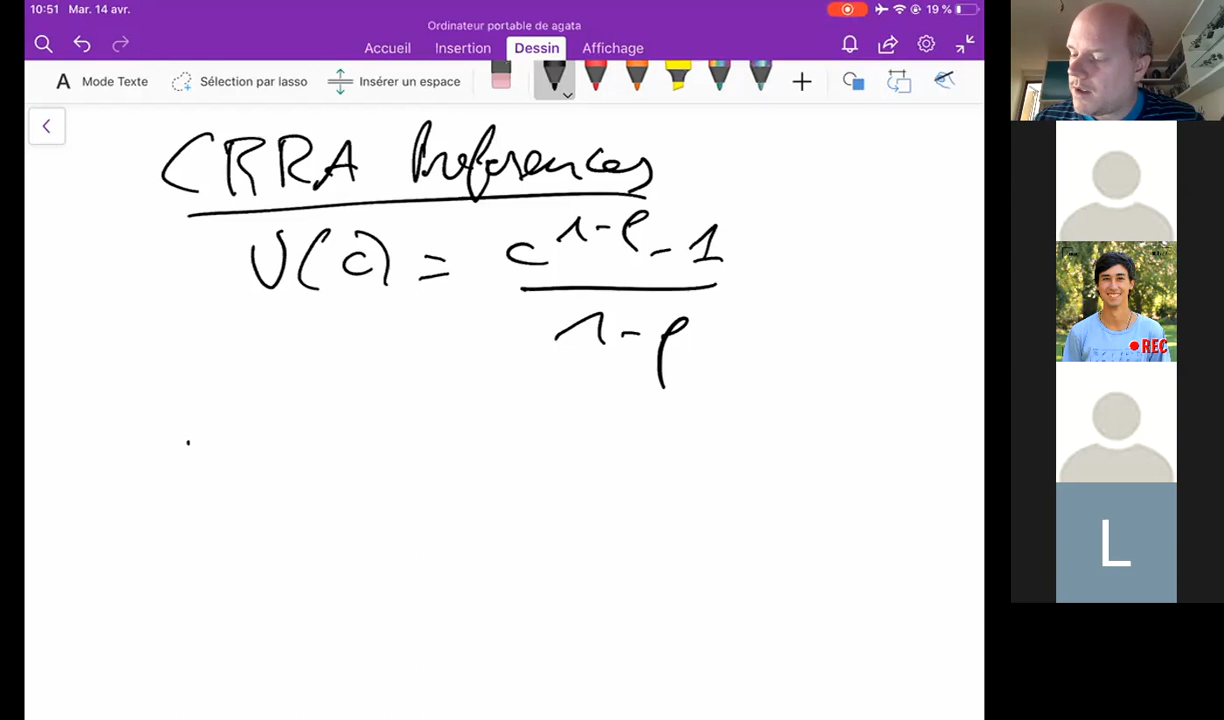 10:51 Mar. 14 avr.
19 %
Ordinateur portable de agata
Accueil Insertion Dessin Affichage
A Mode Texte Sélection par lasso Insérer un espace
CRRA Preferences
U(c) = c^{1-ρ} - 1
1-ρ
REC
L